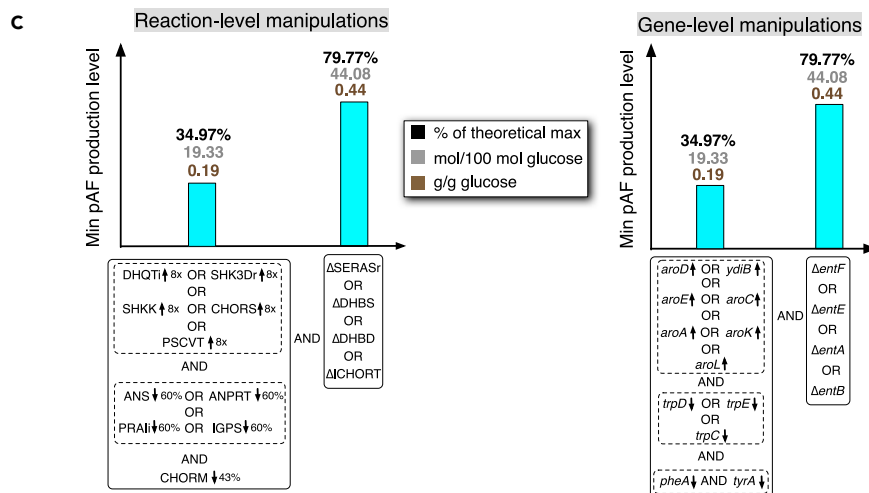 C
Reaction-level manipulations
Min pAF production level
34.97%
19.33
0.19
79.77%
44.08
0.44
DHQTi↑8x OR SHK3Dr↑8x
OR
SHKK↑8x OR CHORS↑8x
OR
PSCVT↑8x
AND
ANS↓60% OR ANPRT↓60%
OR
PRAIi↓60% OR IGPS↓60%
AND
CHORM↓43%
AND
ΔSERASr
OR
ΔDHBS
OR
ΔDHBD
OR
ΔICHORT
% of theoretical max
mol/100 mol glucose
g/g glucose
Gene-level manipulations
Min pAF production level
34.97%
19.33
0.19
79.77%
44.08
0.44
aroD↑ OR ydiB↑
OR
aroE↑ OR aroC↑
OR
aroA↑ OR aroK↑
OR
aroL↑
AND
trpD↓ OR trpE↓
OR
trpC↓
AND
pheA↓ AND tyrA↓
AND
ΔentF
OR
ΔentE
OR
ΔentA
OR
ΔentB